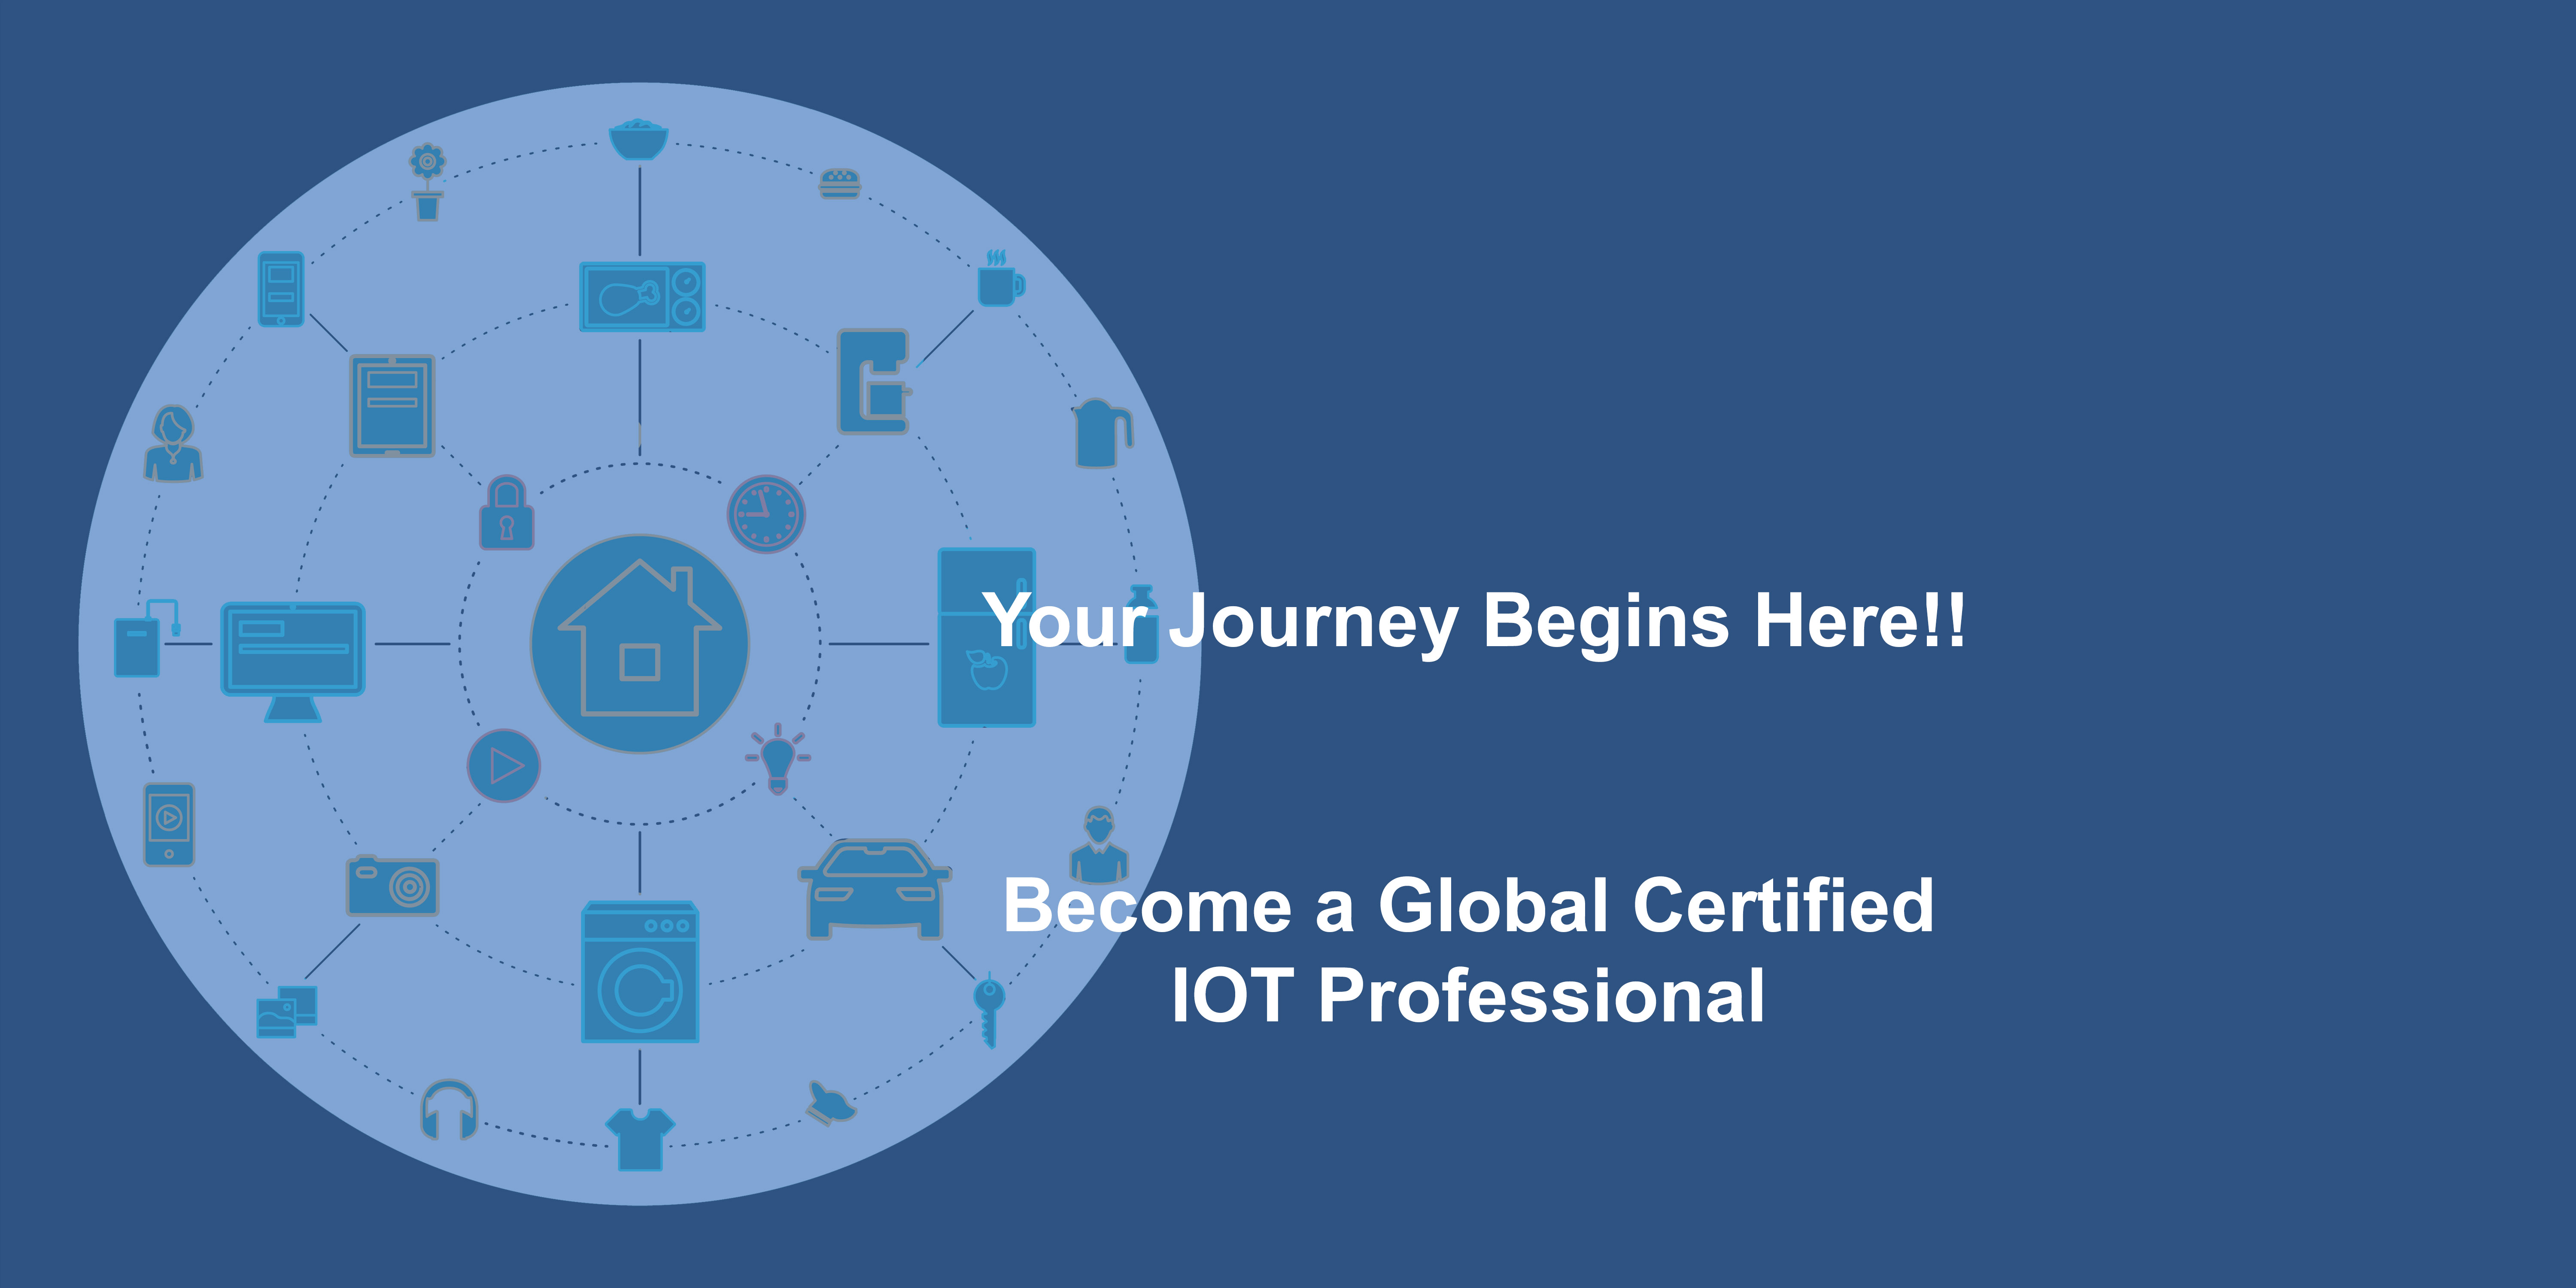 Your Journey Begins Here!!
Become a Global Certified
IOT Professional